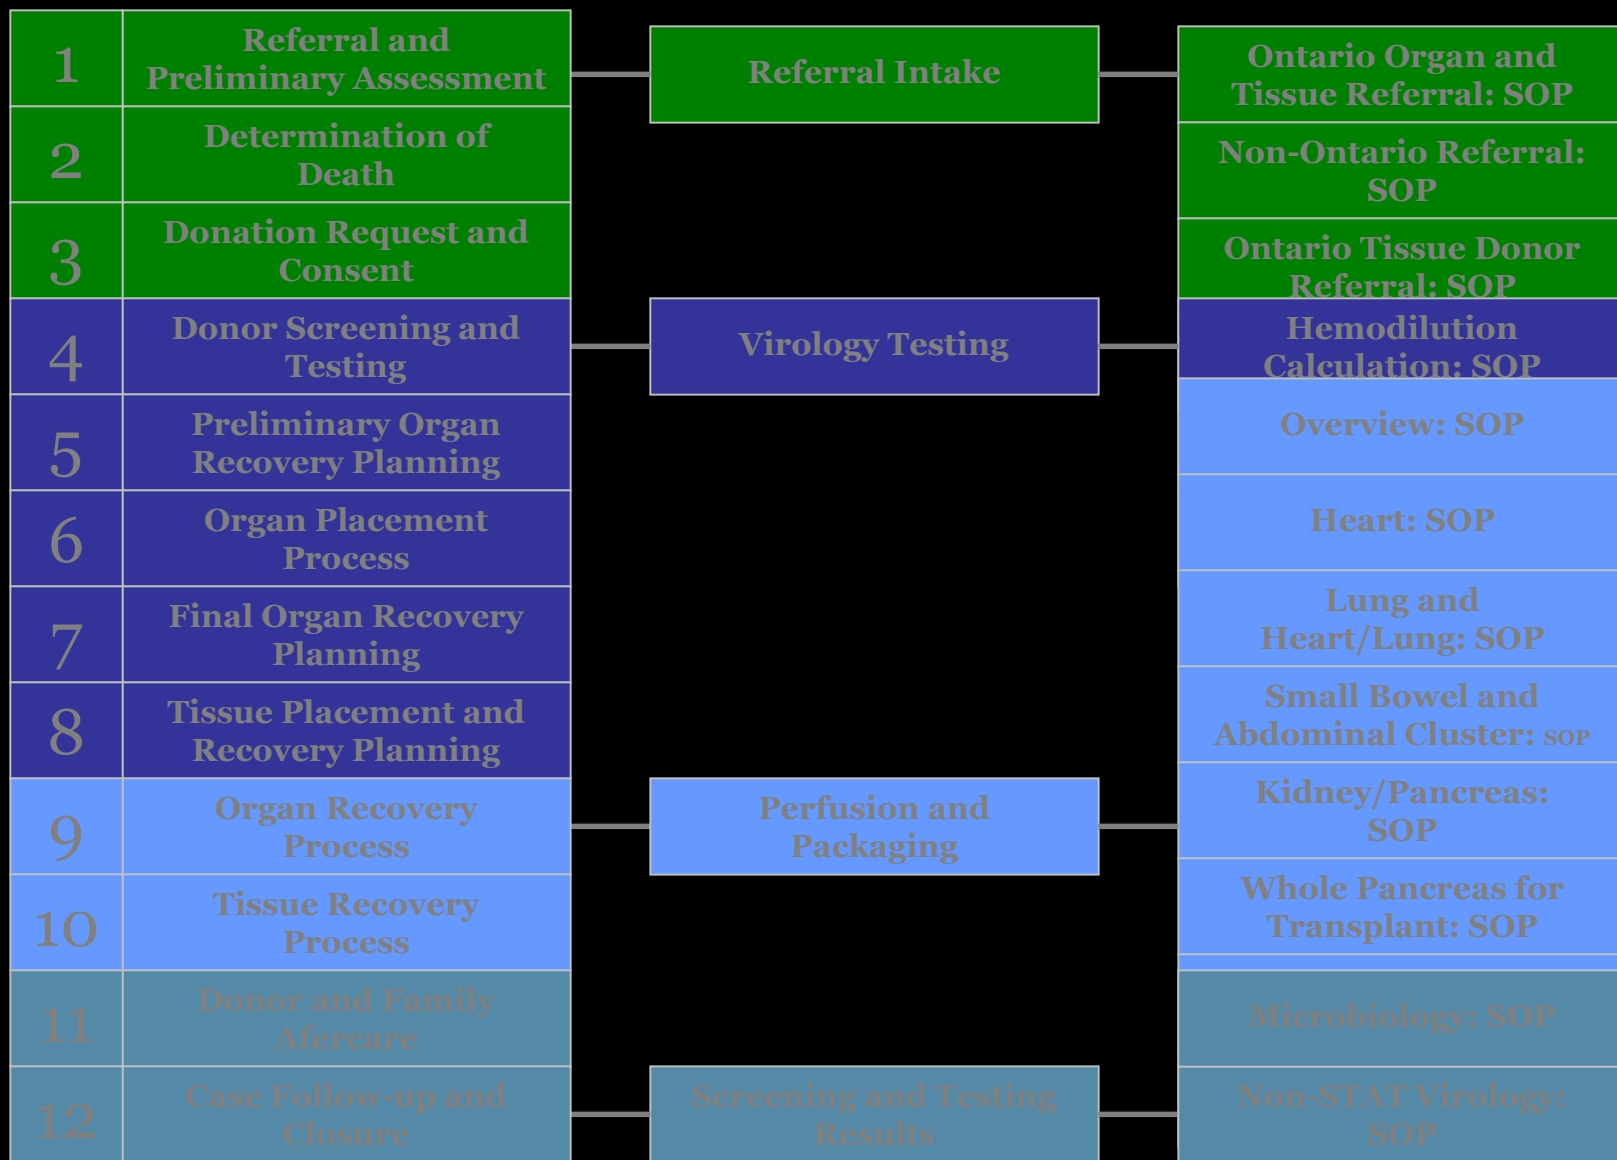 1
Referral and
Preliminary Assessment
2
Determination of
Death
3
Donation Request and
Consent
4
Donor Screening and
Testing
5
Preliminary Organ
Recovery Planning
6
Organ Placement
Process
7
Final Organ Recovery
Planning
8
Tissue Placement and
Recovery Planning
9
Organ Recovery
Process
10
Tissue Recovery
Process
11
Donor and Family
Afercare
12
Case Follow-up and
Closure
Referral Intake
Virology Testing
Perfusion and
Packaging
Screening and Testing
Results
Ontario Organ and
Tissue Referral: SOP
Non-Ontario Referral:
SOP
Ontario Tissue Donor
Referral: SOP
Hemodilution
Calculation: SOP
Overview: SOP
Heart: SOP
Lung and
Heart/Lung: SOP
Small Bowel and
Abdominal Cluster: SOP
Kidney/Pancreas:
SOP
Whole Pancreas for
Transplant: SOP
Microbiology: SOP
Non-STAT Virology:
SOP